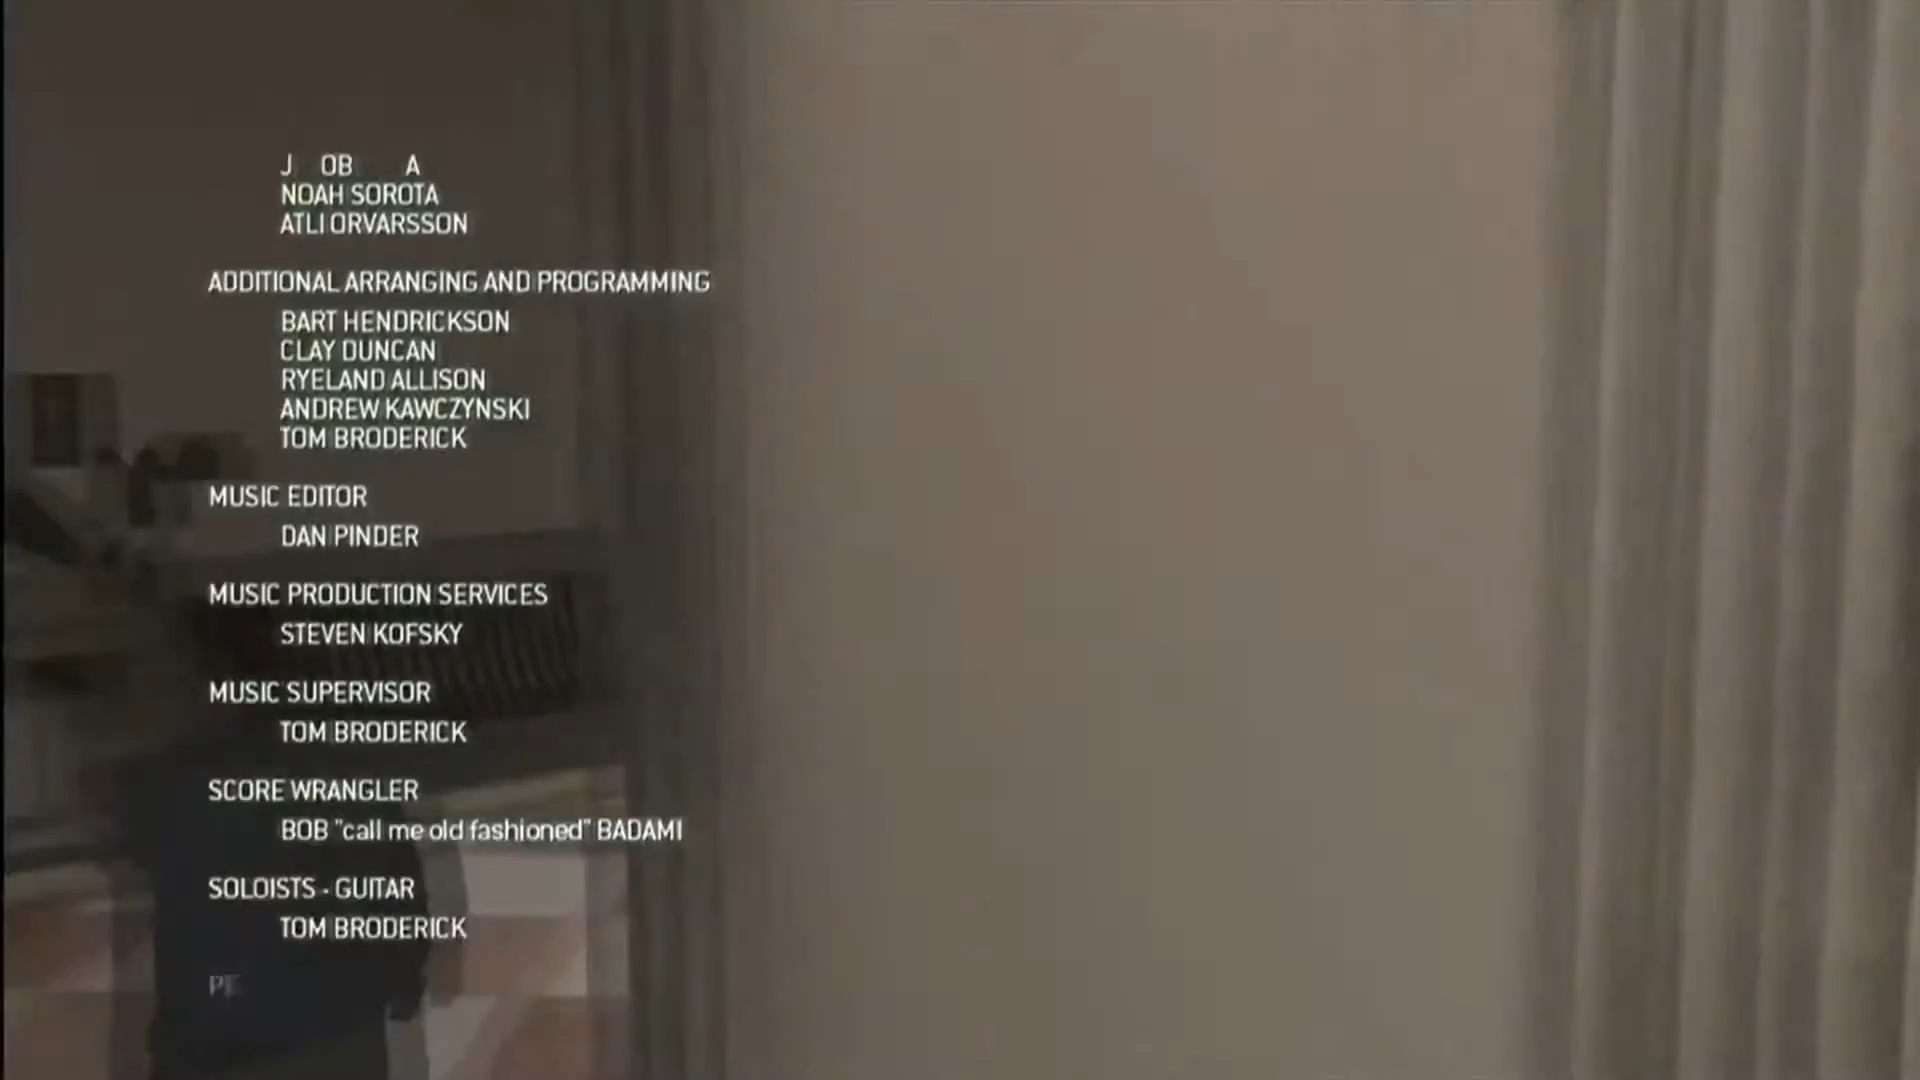 NOAH SOROTA
ATLI ORVARSSON
ADDITIONAL ARRANGING AND PROGRAMMING
BART HENDRICKSON
CLAY DUNCAN
RYELAND ALLISON
ANDREW KAWCZYNSKI
TOM BRODERICK
MUSIC EDITOR
DAN PINDER
MUSIC PRODUCTION SERVICES
STEVEN KOFSKY
MUSIC SUPERVISOR
TOM BRODERICK
SCORE WRANGLER
BOB "call me old fashioned" BADAMI
SOLOISTS - GUITAR
TOM BRODERICK